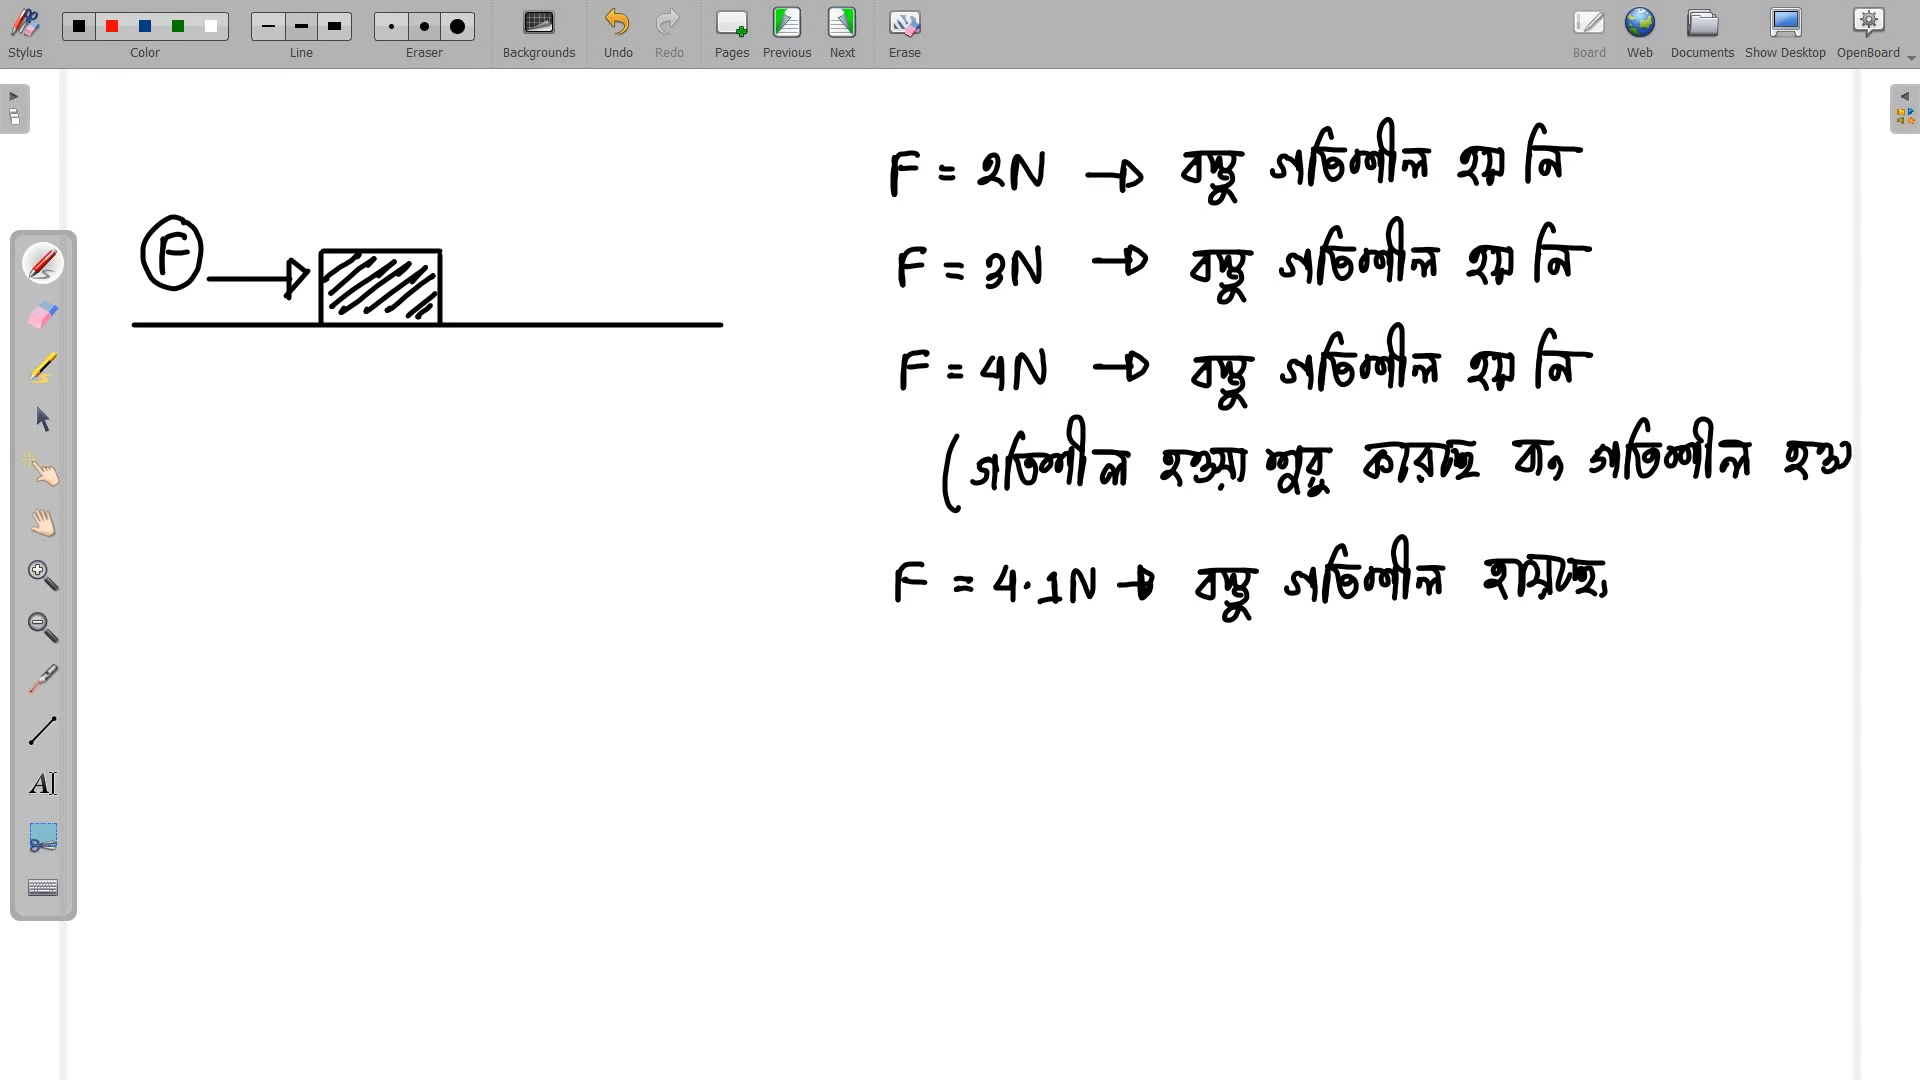 Stylus Color Line Eraser Backgrounds Undo Redo Pages Previous Next Erase Board Web Documents Show Desktop OpenBoard
F
F = 2N → বস্তু গতিশীল হয় নি
F = 3N → বস্তু গতিশীল হয় নি
F = 4N → বস্তু গতিশীল হয় নি
(গতিশীল হওয়া শুরু করেছে বা, গতিশীল
F = 4.1N → বস্তু গতিশীল হয়েছে,